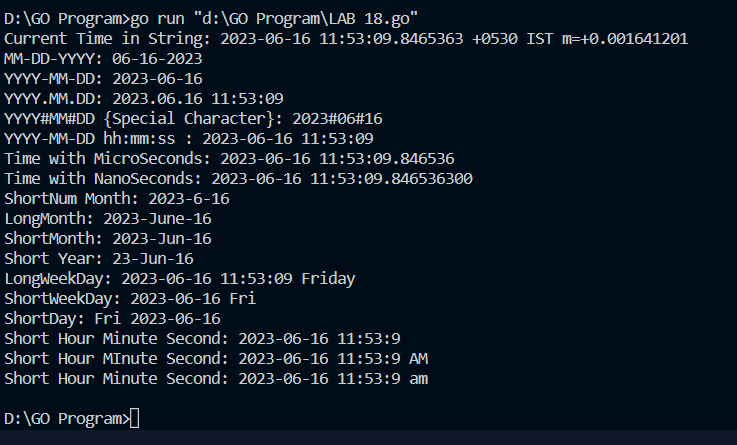 D:\GO Program>go run "d:\GO Program\LAB 18.go"
Current Time in String: 2023-06-16 11:53:09.8465363 +0530 IST m=+0.001641201
MM-DD-YYYY: 06-16-2023
YYYY-MM-DD: 2023-06-16
YYYY.MM.DD: 2023.06.16 11:53:09
YYYY#MM#DD {Special Character}: 2023#06#16
YYYY-MM-DD hh:mm:ss : 2023-06-16 11:53:09
Time with MicroSeconds: 2023-06-16 11:53:09.846536
Time with NanoSeconds: 2023-06-16 11:53:09.846536300
ShortNum Month: 2023-6-16
LongMonth: 2023-June-16
ShortMonth: 2023-Jun-16
Short Year: 23-Jun-16
LongWeekDay: 2023-06-16 11:53:09 Friday
ShortWeekDay: 2023-06-16 Fri
ShortDay: Fri 2023-06-16
Short Hour Minute Second: 2023-06-16 11:53:9
Short Hour MInute Second: 2023-06-16 11:53:9 AM
Short Hour Minute Second: 2023-06-16 11:53:9 am
D:\GO Program>